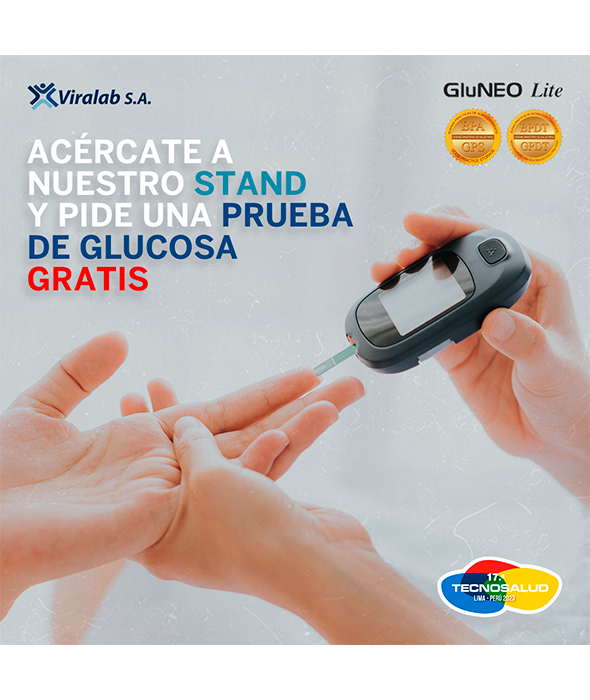 Viralab S.A.
GluNEO Lite
BPA
GPS
BPDT
GPDT
ACÉRCATE A
NUESTRO STAND
Y PIDE UNA PRUEBA
DE GLUCOSA
GRATIS
17.
TECNOSALUD
LIMA - PERÚ 2023